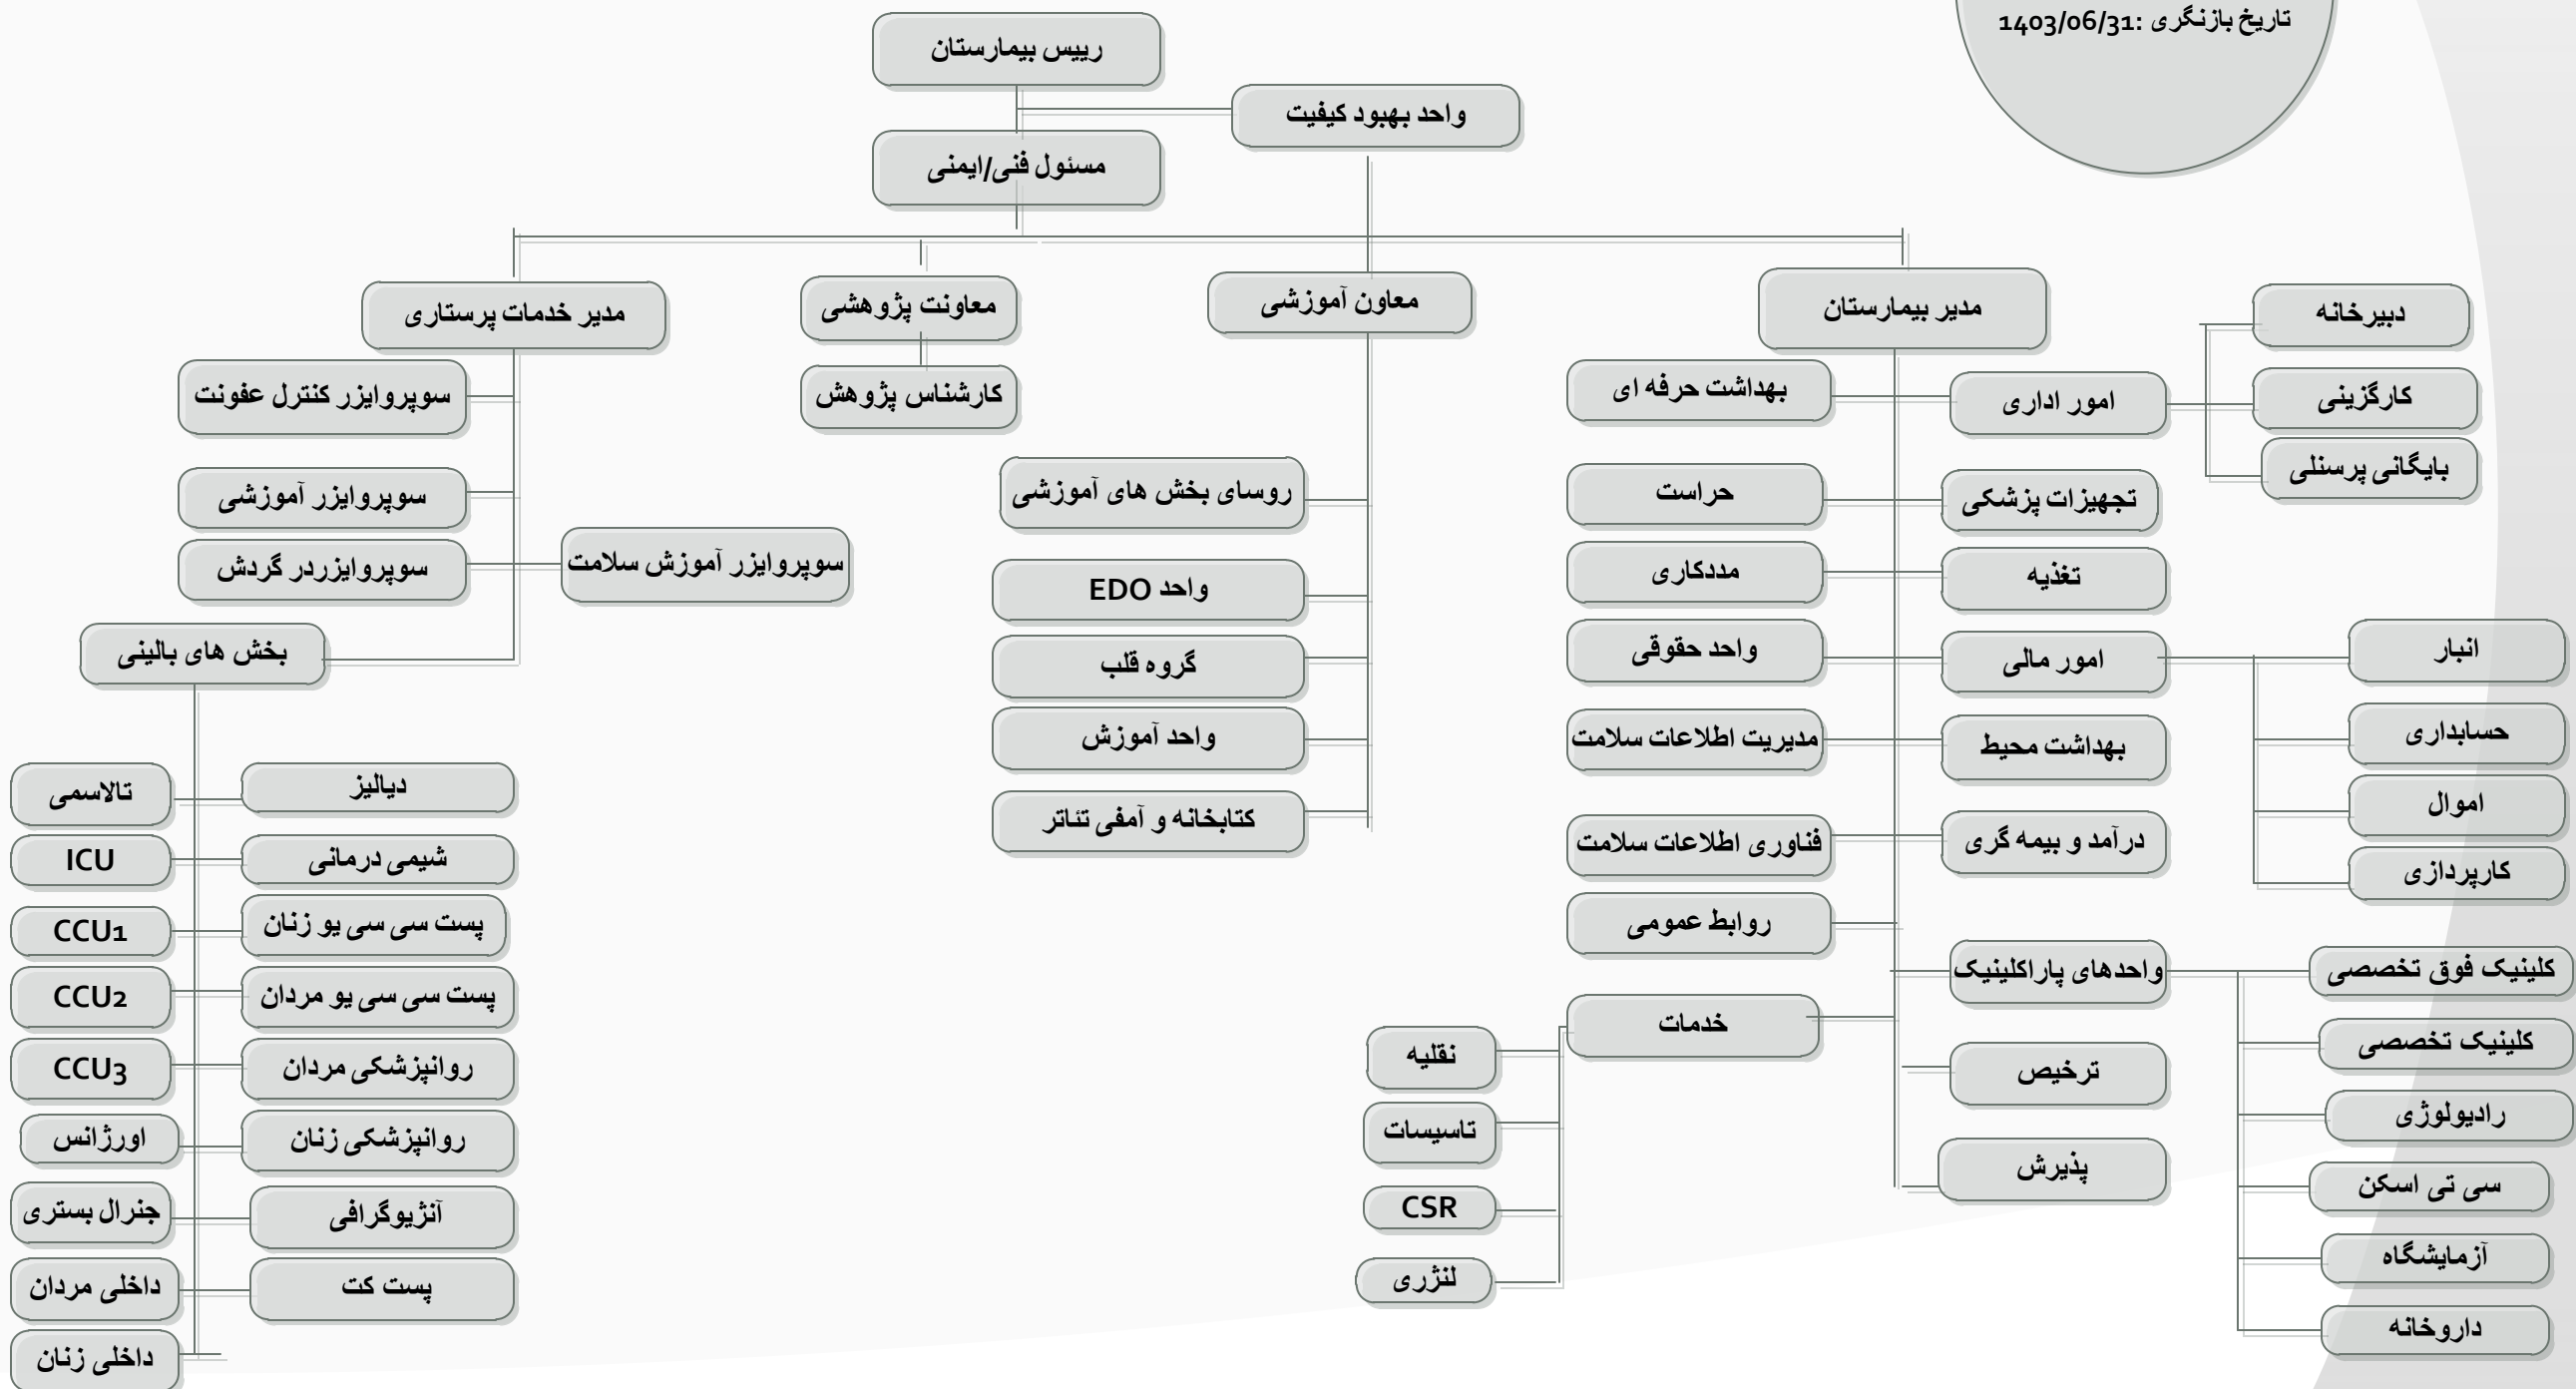 تاریخ بازنگری :1403/06/31
رییس بیمارستان
واحد بهبود کیفیت
مسئول فنی/ایمنی
مدیر بیمارستان
معاون آموزشی
معاونت پژوهشی
مدیر خدمات پرستاری
دبیرخانه
کارگزینی
بایگانی پرسنلی
امور اداری
بهداشت حرفه ای
تجهیزات پزشکی
حراست
تغذیه
مددکاری
امور مالی
واحد حقوقی
انبار
حسابداری
اموال
کارپردازی
بهداشت محیط
مدیریت اطلاعات سلامت
درآمد و بیمه گری
فناوری اطلاعات سلامت
روابط عمومی
واحدهای پاراکلینیک
کلینیک فوق تخصصی
کلینیک تخصصی
رادیولوژی
سی تی اسکن
آزمایشگاه
داروخانه
خدمات
ترخیص
پذیرش
نقلیه
تاسیسات
CSR
لنژری
روسای بخش های آموزشی
واحد EDO
گروه قلب
واحد آموزش
کتابخانه و آمفی تئاتر
کارشناس پژوهش
سوپروایزر کنترل عفونت
سوپروایزر آموزشی
سوپروایزر آموزش سلامت
سوپروایزردر گردش
بخش های بالینی
دیالیز
تالاسمی
شیمی درمانی
ICU
پست سی سی یو زنان
CCU1
پست سی سی یو مردان
CCU2
روانپزشکی مردان
CCU3
روانپزشکی زنان
اورژانس
آنژیوگرافی
جنرال بستری
پست کت
داخلی مردان
داخلی زنان